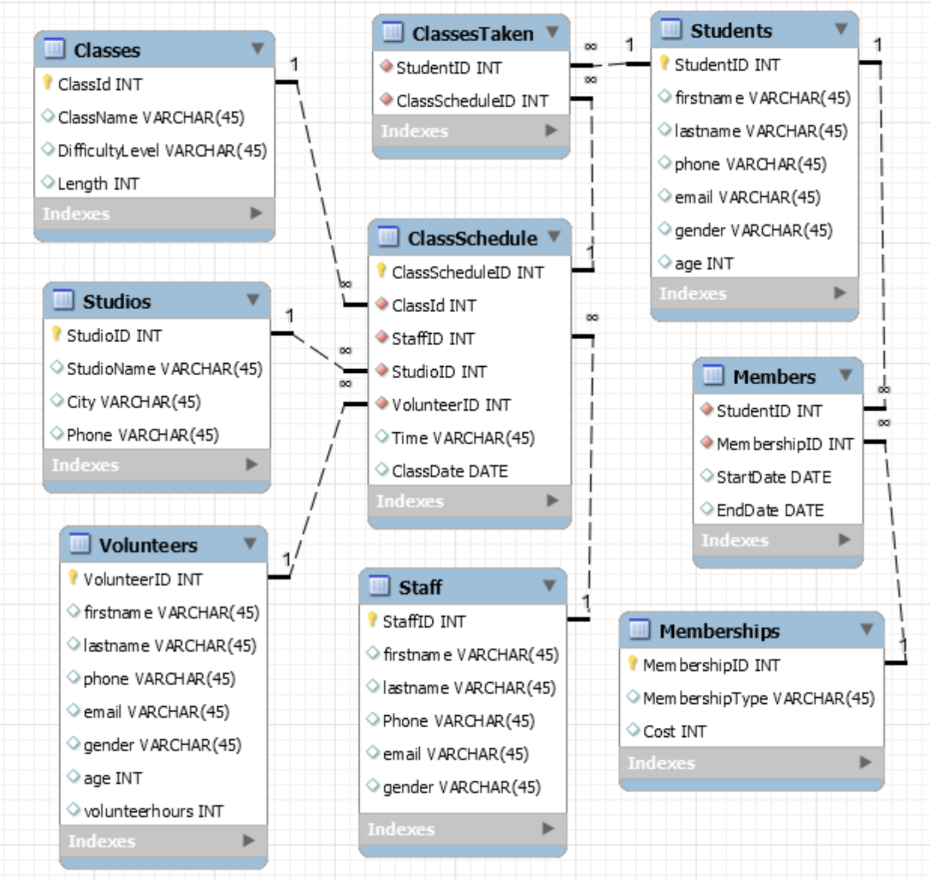 Classes
ClassId INT
ClassName VARCHAR(45)
DifficultyLevel VARCHAR(45)
Length INT
Indexes
1
∞
ClassesTaken
StudentID INT
ClassScheduleID INT
Indexes
∞
1
∞
1
Students
StudentID INT
firstname VARCHAR(45)
lastname VARCHAR(45)
phone VARCHAR(45)
email VARCHAR(45)
gender VARCHAR(45)
age INT
Indexes
1
∞
Studios
StudioID INT
StudioName VARCHAR(45)
City VARCHAR(45)
Phone VARCHAR(45)
Indexes
1
∞
ClassSchedule
ClassScheduleID INT
ClassId INT
StaffID INT
StudioID INT
VolunteerID INT
Time VARCHAR(45)
ClassDate DATE
Indexes
∞
1
Members
StudentID INT
MembershipID INT
StartDate DATE
EndDate DATE
Indexes
∞
1
Volunteers
VolunteerID INT
firstname VARCHAR(45)
lastname VARCHAR(45)
phone VARCHAR(45)
email VARCHAR(45)
gender VARCHAR(45)
age INT
volunteerhours INT
Indexes
1
∞
Staff
StaffID INT
firstname VARCHAR(45)
lastname VARCHAR(45)
Phone VARCHAR(45)
email VARCHAR(45)
gender VARCHAR(45)
Indexes
Memberships
MembershipID INT
MembershipType VARCHAR(45)
Cost INT
Indexes